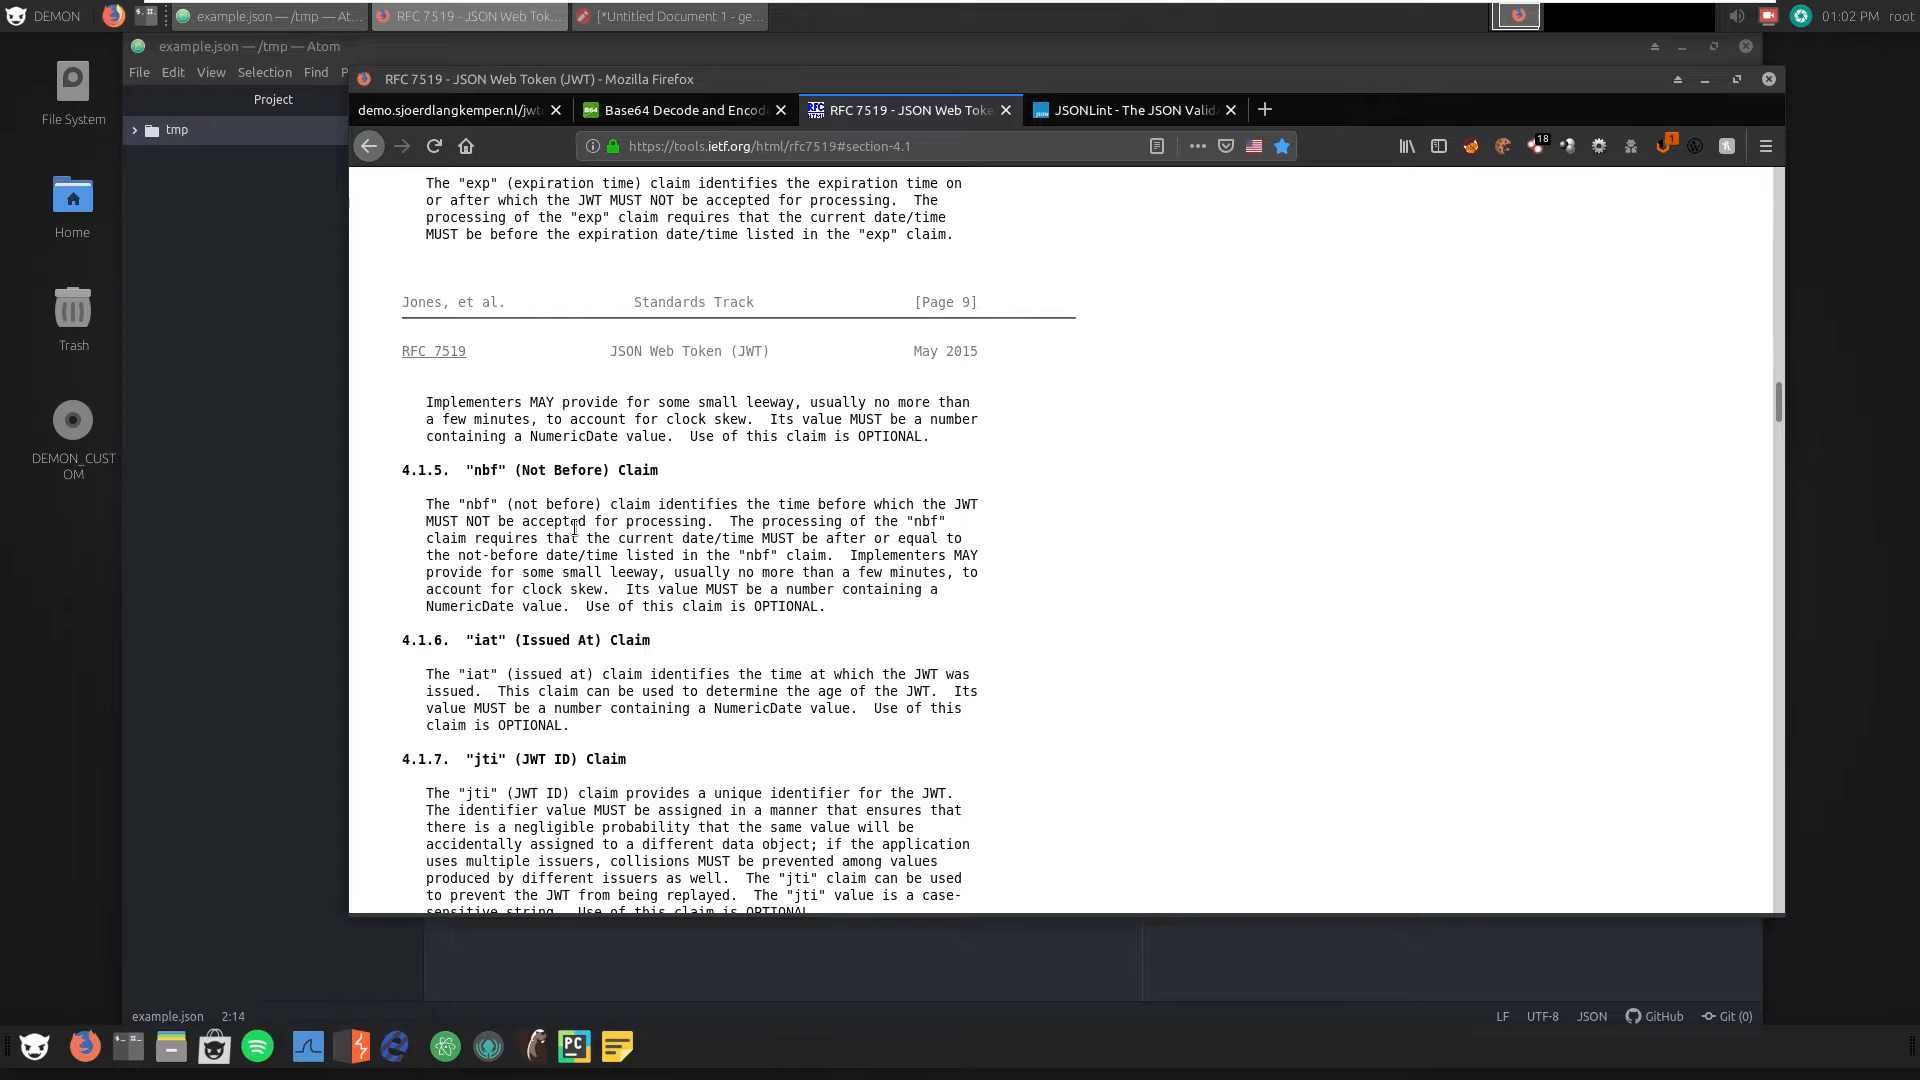 DEMON
example.json — /tmp — At...
RFC 7519 - JSON Web Tok...
[*Untitled Document 1 - ge...
01:02 PM
root
example.json — /tmp — Atom
File Edit View Selection Find P
Project
tmp
File System
Home
Trash
DEMON_CUST
OM
RFC 7519 - JSON Web Token (JWT) - Mozilla Firefox
demo.sjoerdlangkemper.nl/jwt
Base64 Decode and Encod
RFC 7519 - JSON Web Toke
JSONLint - The JSON Valid
https://tools.ietf.org/html/rfc7519#section-4.1
18
1
The "exp" (expiration time) claim identifies the expiration time on
or after which the JWT MUST NOT be accepted for processing. The
processing of the "exp" claim requires that the current date/time
MUST be before the expiration date/time listed in the "exp" claim.
Jones, et al. Standards Track [Page 9]
RFC 7519 JSON Web Token (JWT) May 2015
Implementers MAY provide for some small leeway, usually no more than
a few minutes, to account for clock skew. Its value MUST be a number
containing a NumericDate value. Use of this claim is OPTIONAL.
4.1.5. "nbf" (Not Before) Claim
The "nbf" (not before) claim identifies the time before which the JWT
MUST NOT be accepted for processing. The processing of the "nbf"
claim requires that the current date/time MUST be after or equal to
the not-before date/time listed in the "nbf" claim. Implementers MAY
provide for some small leeway, usually no more than a few minutes, to
account for clock skew. Its value MUST be a number containing a
NumericDate value. Use of this claim is OPTIONAL.
4.1.6. "iat" (Issued At) Claim
The "iat" (issued at) claim identifies the time at which the JWT was
issued. This claim can be used to determine the age of the JWT. Its
value MUST be a number containing a NumericDate value. Use of this
claim is OPTIONAL.
4.1.7. "jti" (JWT ID) Claim
The "jti" (JWT ID) claim provides a unique identifier for the JWT.
The identifier value MUST be assigned in a manner that ensures that
there is a negligible probability that the same value will be
accidentally assigned to a different data object; if the application
uses multiple issuers, collisions MUST be prevented among values
produced by different issuers as well. The "jti" claim can be used
to prevent the JWT from being replayed. The "jti" value is a case-
sensitive string. Use of this claim is OPTIONAL
example.json 2:14
LF UTF-8 JSON GitHub Git (0)
PC